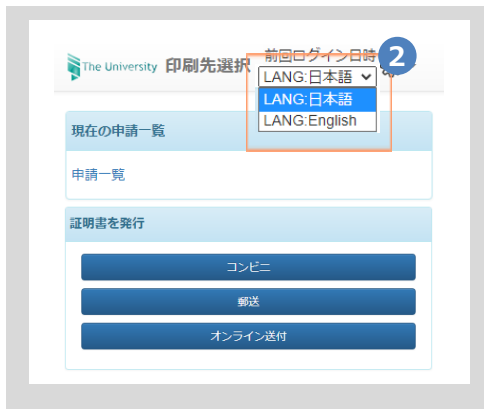 前回ログイン日時
2
The University 印刷先選択
LANG:日本語
LANG:日本語
LANG:English
現在の申請一覧
申請一覧
証明書を発行
コンビニ
郵送
オンライン送付